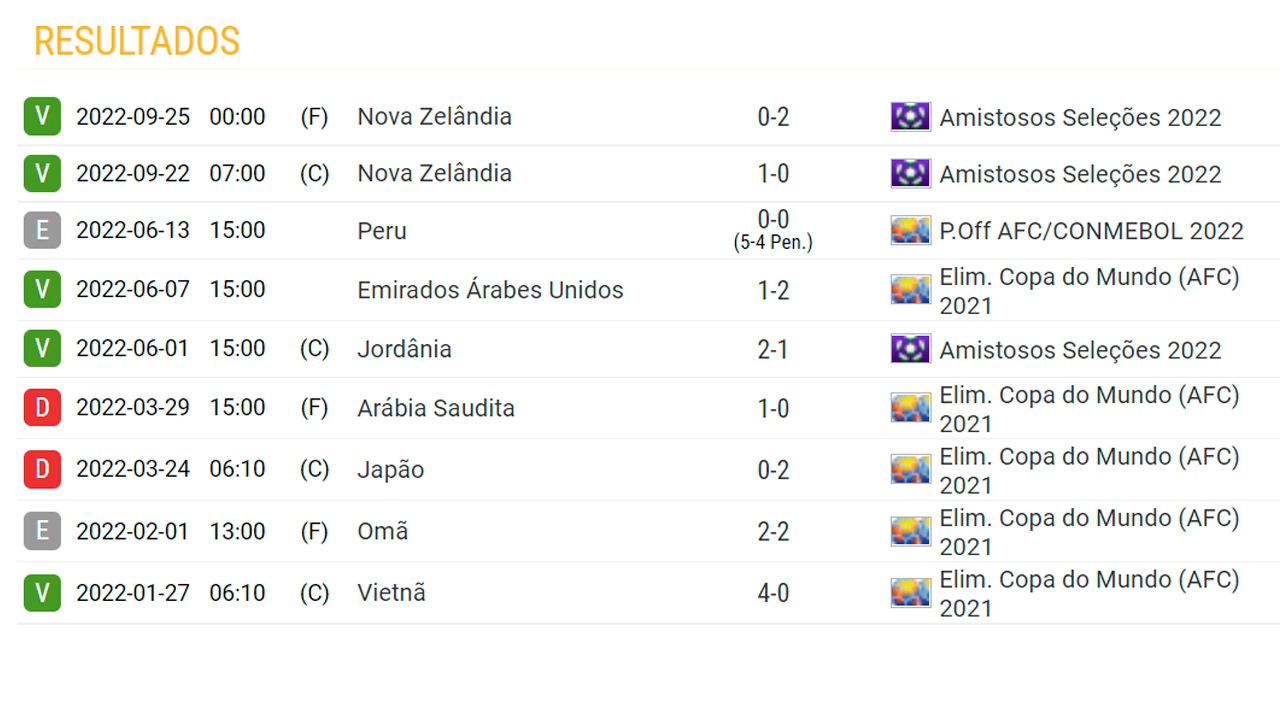 RESULTADOS
V 2022-09-25 00:00 (F) Nova Zelândia 0-2 Amistosos Seleções 2022
V 2022-09-22 07:00 (C) Nova Zelândia 1-0 Amistosos Seleções 2022
E 2022-06-13 15:00 Peru 0-0 (5-4 Pen.) P.Off AFC/CONMEBOL 2022
V 2022-06-07 15:00 Emirados Árabes Unidos 1-2 Elim. Copa do Mundo (AFC)
2021
V 2022-06-01 15:00 (C) Jordânia 2-1 Amistosos Seleções 2022
D 2022-03-29 15:00 (F) Arábia Saudita 1-0 Elim. Copa do Mundo (AFC)
2021
D 2022-03-24 06:10 (C) Japão 0-2 Elim. Copa do Mundo (AFC)
2021
E 2022-02-01 13:00 (F) Omã 2-2 Elim. Copa do Mundo (AFC)
2021
V 2022-01-27 06:10 (C) Vietnã 4-0 Elim. Copa do Mundo (AFC)
2021